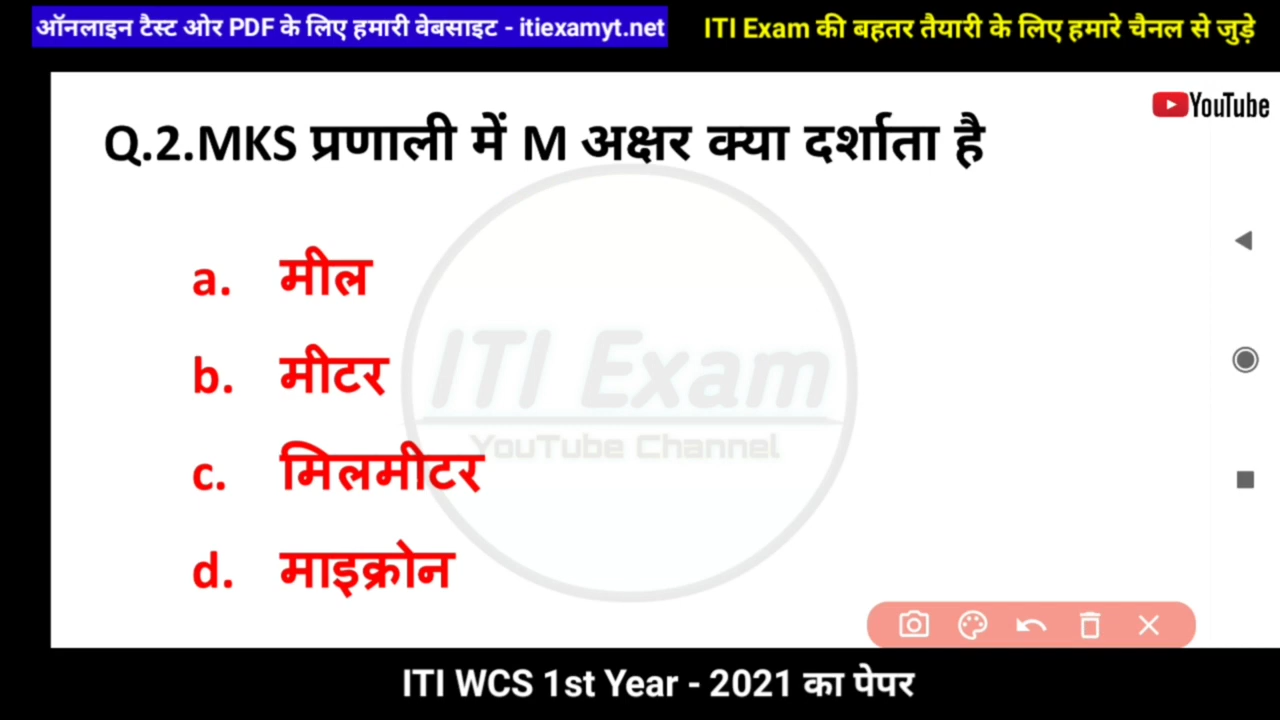 ऑनलाइन टैस्ट ओर PDF के लिए हमारी वेबसाइट - itiexamyt.net
ITI Exam की बहतर तैयारी के लिए हमारे चैनल से जुड़े
YouTube
Q.2.MKS प्रणाली में M अक्षर क्या दर्शाता है
a. मील
b. मीटर
c. मिलमीटर
d. माइक्रोन
ITI Exam
YouTube Channel
ITI WCS 1st Year - 2021 का पेपर